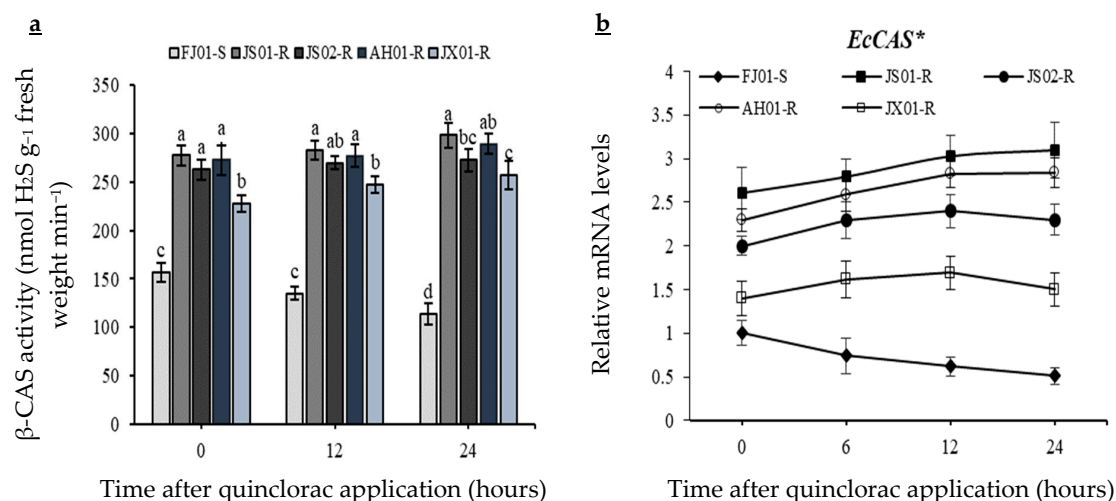 a
FJ01-S JS01-R JS02-R AH01-R JX01-R
β-CAS activity (nmol H2S g−1 fresh
weight min−1)
350
300
250
200
150
100
50
0
c a a a b
c a ab a b
d a bc ab c
0 12 24
Time after quinclorac application (hours)
b
EcCAS*
FJ01-S JS01-R JS02-R
AH01-R JX01-R
Relative mRNA levels
4
3.5
3
2.5
2
1.5
1
0.5
0
0 6 12 24
Time after quinclorac application (hours)